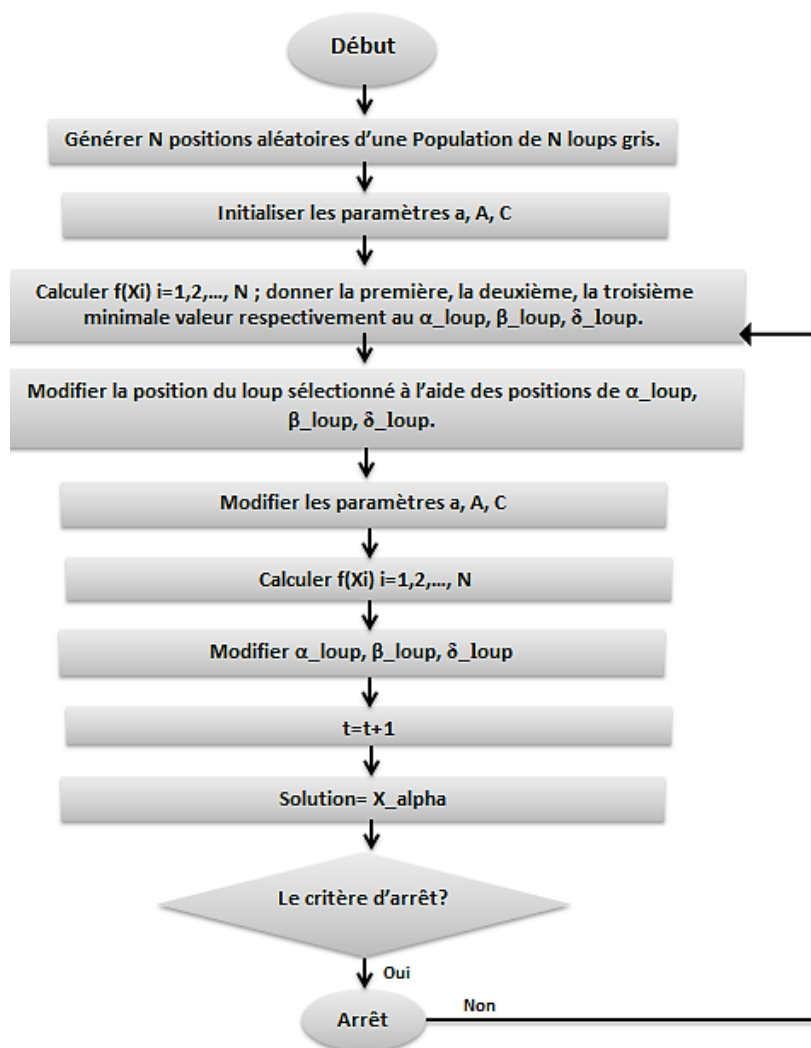 Début
Générer N positions aléatoires d'une Population de N loups gris.
Initialiser les paramètres a, A, C
Calculer f(Xi) i=1,2,..., N ; donner la première, la deuxième, la troisième
minimale valeur respectivement au α_loup, β_loup, δ_loup.
Modifier la position du loup sélectionné à l'aide des positions de α_loup,
β_loup, δ_loup.
Modifier les paramètres a, A, C
Calculer f(Xi) i=1,2,..., N
Modifier α_loup, β_loup, δ_loup
t=t+1
Solution= X_alpha
Le critère d'arrêt?
Oui
Non
Arrêt